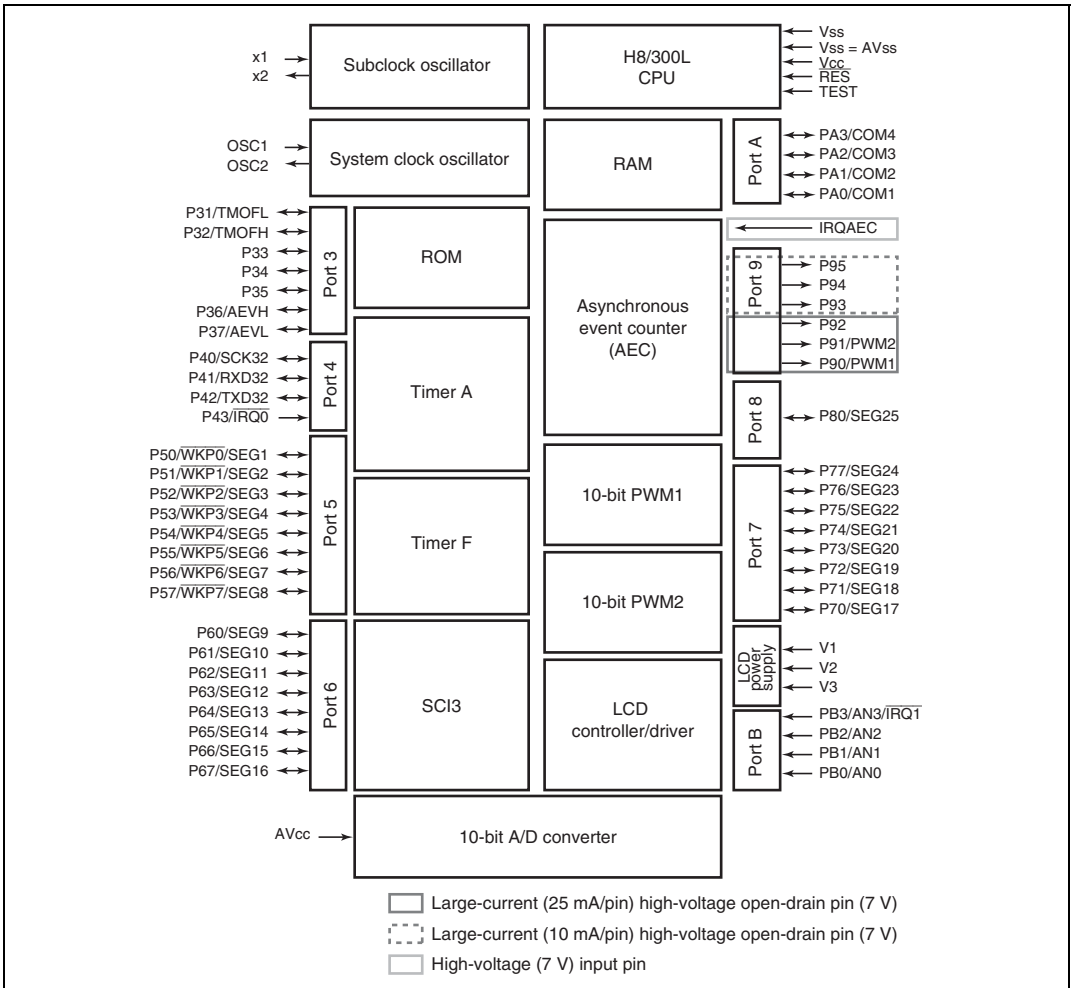 x1
x2
Subclock oscillator
H8/300L
CPU
Vss
Vss = AVss
Vcc
RES
TEST
OSC1
OSC2
System clock oscillator
RAM
Port A
PA3/COM4
PA2/COM3
PA1/COM2
PA0/COM1
P31/TMOFL
P32/TMOFH
P33
P34
P35
P36/AEVH
P37/AEVL
Port 3
ROM
Asynchronous
event counter
(AEC)
IRQAEC
Port 9
P95
P94
P93
P92
P91/PWM2
P90/PWM1
P40/SCK32
P41/RXD32
P42/TXD32
P43/IRQ0
Port 4
Timer A
Port 8
P80/SEG25
P50/WKP0/SEG1
P51/WKP1/SEG2
P52/WKP2/SEG3
P53/WKP3/SEG4
P54/WKP4/SEG5
P55/WKP5/SEG6
P56/WKP6/SEG7
P57/WKP7/SEG8
Port 5
Timer F
10-bit PWM1
10-bit PWM2
Port 7
P77/SEG24
P76/SEG23
P75/SEG22
P74/SEG21
P73/SEG20
P72/SEG19
P71/SEG18
P70/SEG17
P60/SEG9
P61/SEG10
P62/SEG11
P63/SEG12
P64/SEG13
P65/SEG14
P66/SEG15
P67/SEG16
Port 6
SCI3
LCD
controller/driver
LCD
power
supply
V1
V2
V3
Port B
PB3/AN3/IRQ1
PB2/AN2
PB1/AN1
PB0/AN0
AVcc
10-bit A/D converter
Large-current (25 mA/pin) high-voltage open-drain pin (7 V)
Large-current (10 mA/pin) high-voltage open-drain pin (7 V)
High-voltage (7 V) input pin